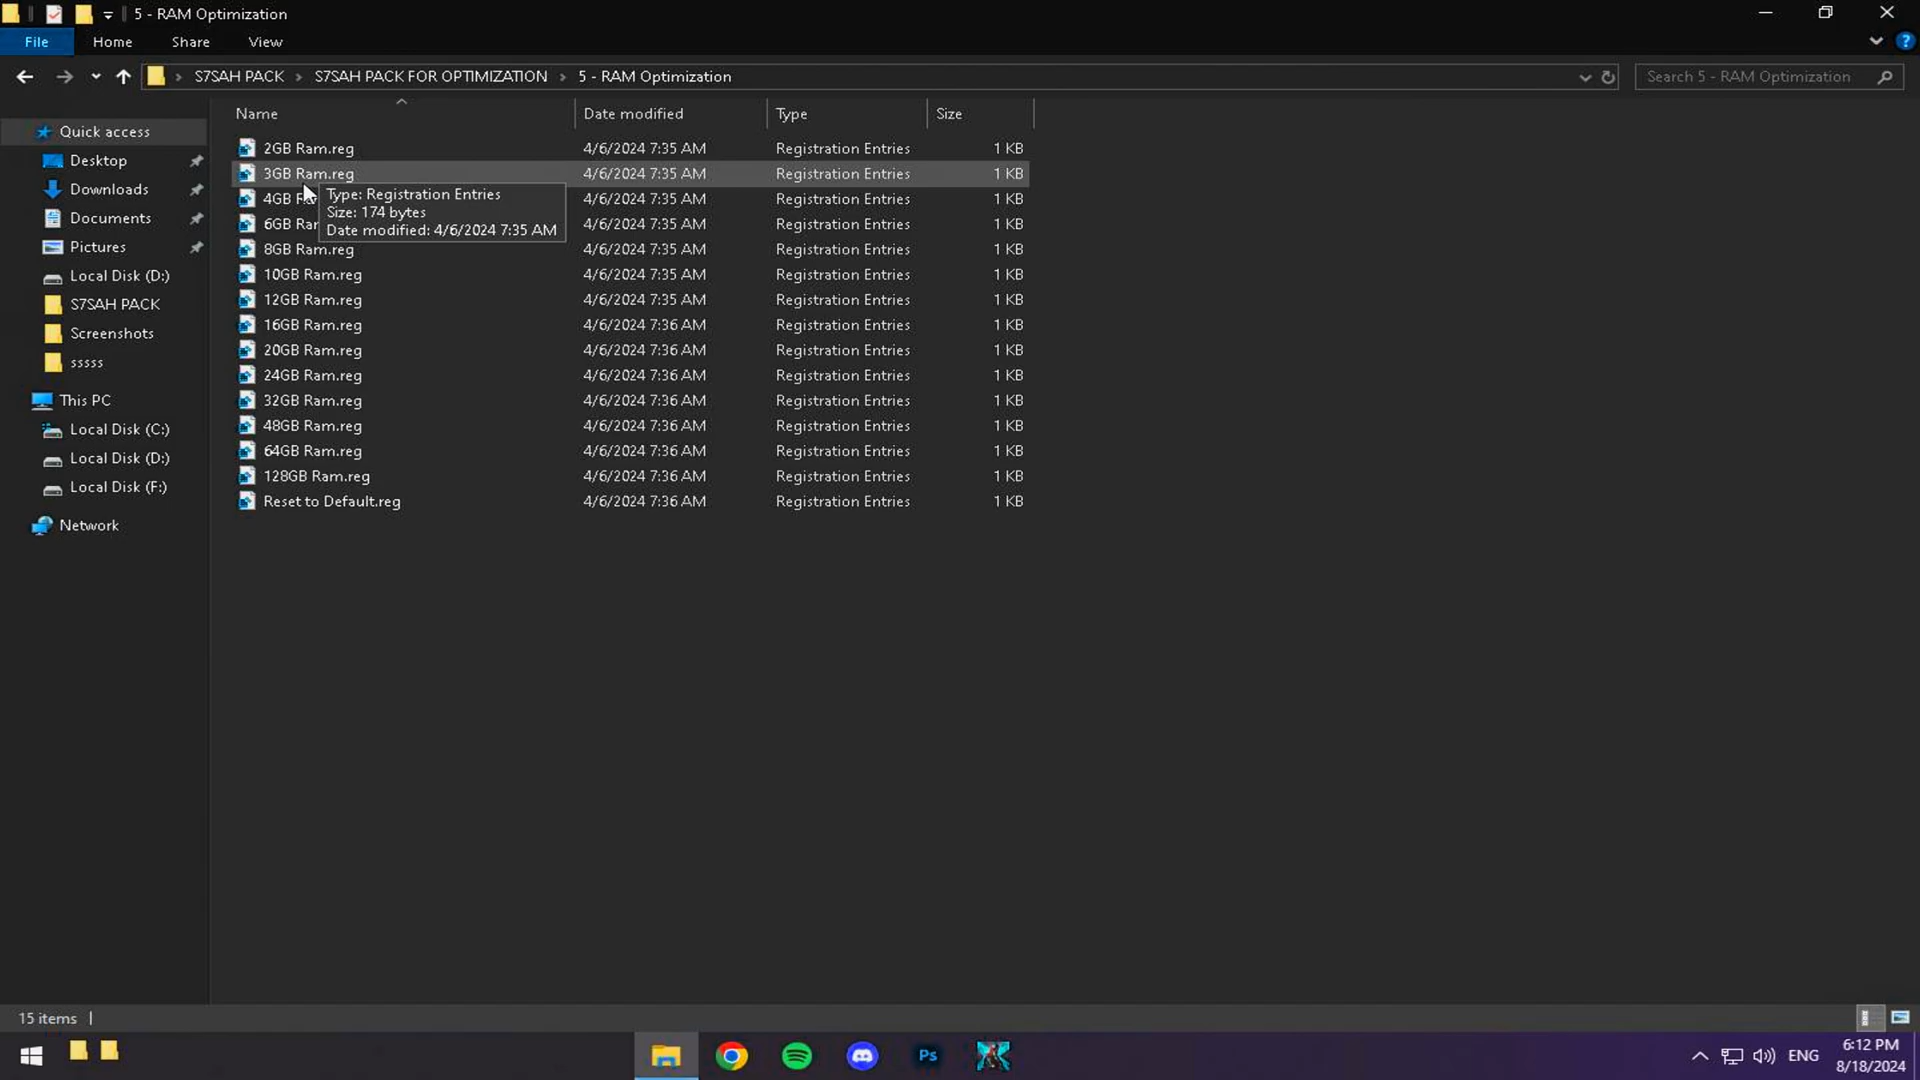 5 - RAM Optimization
File Home Share View
S7SAH PACK > S7SAH PACK FOR OPTIMIZATION > 5 - RAM Optimization
Search 5 - RAM Optimization
Name Date modified Type Size
Quick access
Desktop
Downloads
Documents
Pictures
Local Disk (D:)
S7SAH PACK
Screenshots
sssss
This PC
Local Disk (C:)
Local Disk (D:)
Local Disk (F:)
Network
2GB Ram.reg 4/6/2024 7:35 AM Registration Entries 1 KB
3GB Ram.reg 4/6/2024 7:35 AM Registration Entries 1 KB
4GB 4/6/2024 7:35 AM Registration Entries 1 KB
6GB Ram 4/6/2024 7:35 AM Registration Entries 1 KB
8GB Ram.reg 4/6/2024 7:35 AM Registration Entries 1 KB
10GB Ram.reg 4/6/2024 7:35 AM Registration Entries 1 KB
12GB Ram.reg 4/6/2024 7:35 AM Registration Entries 1 KB
16GB Ram.reg 4/6/2024 7:36 AM Registration Entries 1 KB
20GB Ram.reg 4/6/2024 7:36 AM Registration Entries 1 KB
24GB Ram.reg 4/6/2024 7:36 AM Registration Entries 1 KB
32GB Ram.reg 4/6/2024 7:36 AM Registration Entries 1 KB
48GB Ram.reg 4/6/2024 7:36 AM Registration Entries 1 KB
64GB Ram.reg 4/6/2024 7:36 AM Registration Entries 1 KB
128GB Ram.reg 4/6/2024 7:36 AM Registration Entries 1 KB
Reset to Default.reg 4/6/2024 7:36 AM Registration Entries 1 KB
Type: Registration Entries
Size: 174 bytes
Date modified: 4/6/2024 7:35 AM
15 items
Ps
ENG
6:12 PM
8/18/2024